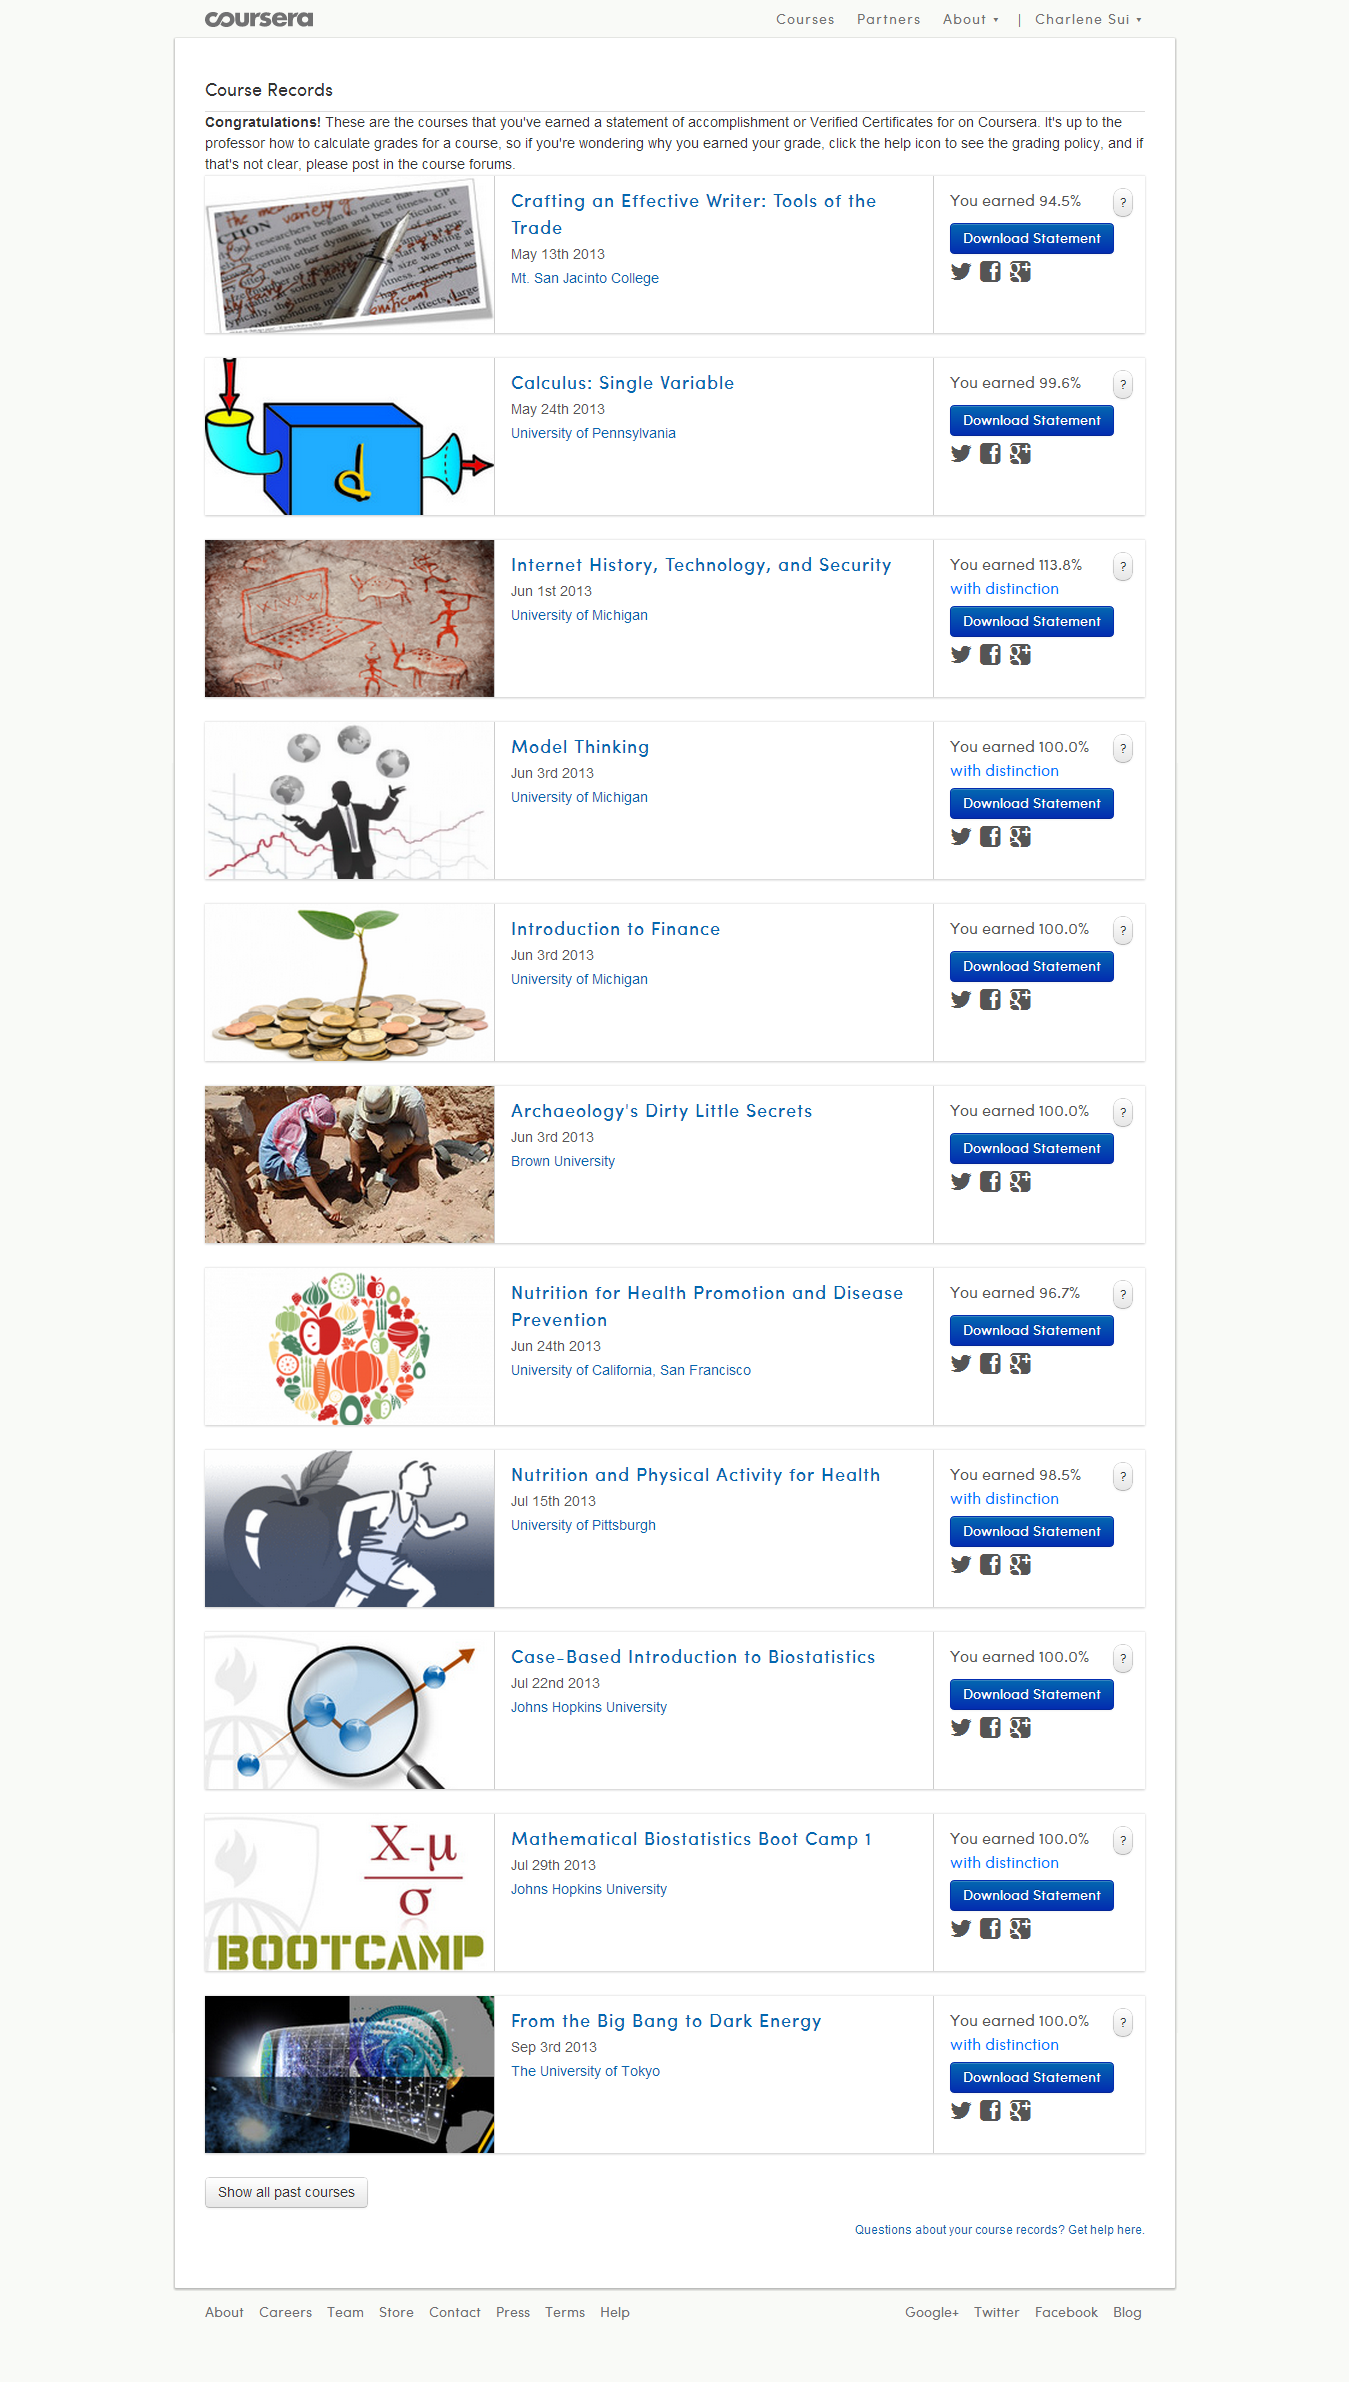 coursera
Courses Partners About ▾ | Charlene Sui ▾
Course Records
Congratulations! These are the courses that you've earned a statement of accomplishment or Verified Certificates for on Coursera. It's up to the
professor how to calculate grades for a course, so if you're wondering why you earned your grade, click the help icon to see the grading policy, and if
that's not clear, please post in the course forums.
Crafting an Effective Writer: Tools of the
Trade
May 13th 2013
Mt. San Jacinto College
You earned 94.5% ?
Download Statement
Calculus: Single Variable
May 24th 2013
University of Pennsylvania
You earned 99.6% ?
Download Statement
Internet History, Technology, and Security
Jun 1st 2013
University of Michigan
You earned 113.8% ?
with distinction
Download Statement
Model Thinking
Jun 3rd 2013
University of Michigan
You earned 100.0% ?
with distinction
Download Statement
Introduction to Finance
Jun 3rd 2013
University of Michigan
You earned 100.0% ?
Download Statement
Archaeology's Dirty Little Secrets
Jun 3rd 2013
Brown University
You earned 100.0% ?
Download Statement
Nutrition for Health Promotion and Disease
Prevention
Jun 24th 2013
University of California, San Francisco
You earned 96.7% ?
Download Statement
Nutrition and Physical Activity for Health
Jul 15th 2013
University of Pittsburgh
You earned 98.5% ?
with distinction
Download Statement
Case-Based Introduction to Biostatistics
Jul 22nd 2013
Johns Hopkins University
You earned 100.0% ?
Download Statement
X-μ
σ
BOOTCAMP
Mathematical Biostatistics Boot Camp 1
Jul 29th 2013
Johns Hopkins University
You earned 100.0% ?
with distinction
Download Statement
From the Big Bang to Dark Energy
Sep 3rd 2013
The University of Tokyo
You earned 100.0% ?
with distinction
Download Statement
Show all past courses
Questions about your course records? Get help here.
About Careers Team Store Contact Press Terms Help
Google+ Twitter Facebook Blog